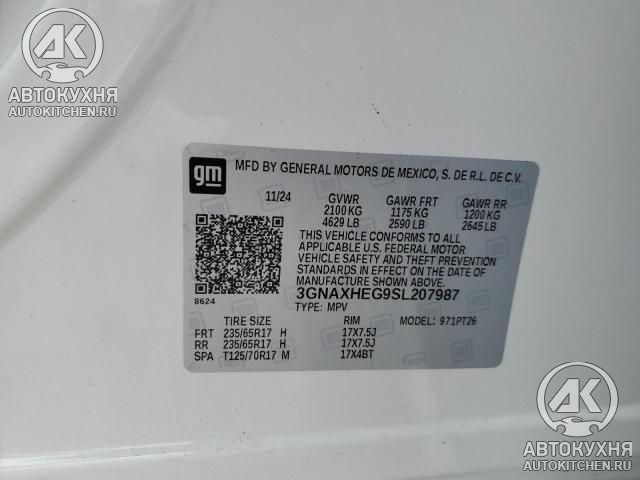 AK
АВТОКУХНЯ
AUTOKITCHEN.RU
gm
MFD BY GENERAL MOTORS DE MEXICO, S. DE R.L. DE C.V.
11/24 GVWR GAWR FRT GAWR RR
2100 KG 1175 KG 1200 KG
4629 LB 2590 LB 2645 LB
THIS VEHICLE CONFORMS TO ALL
APPLICABLE U.S. FEDERAL MOTOR
VEHICLE SAFETY AND THEFT
PREVENTION STANDARDS IN
EFFECT ON THE DATE OF
MANUFACTURE SHOWN ABOVE.
8624
3GNAXHEG9SL207987
TYPE: MPV
TIRE SIZE RIM MODEL: 971PT26
FRT 235/65R17 H 17X7.5J
RR 235/65R17 H 17X7.5J
SPA T125/70R17 M 17X4BT
AK
АВТОКУХНЯ
AUTOKITCHEN.RU